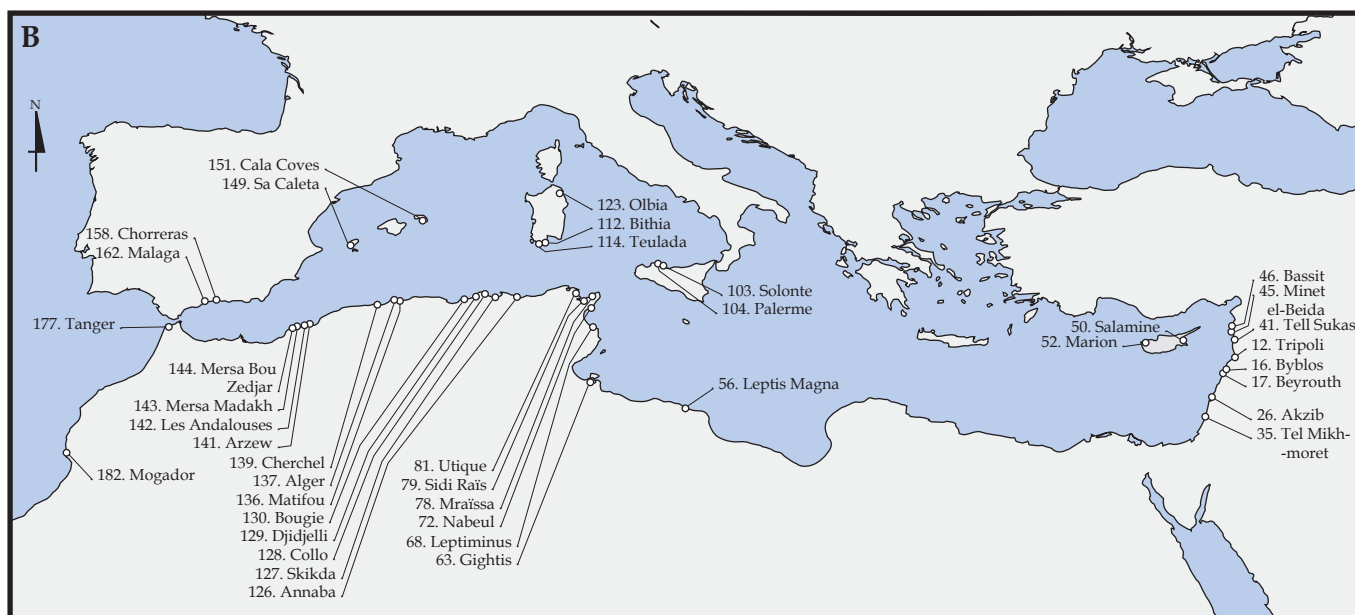 B
N
151. Cala Coves
149. Sa Caleta
123. Olbia
112. Bithia
114. Teulada
158. Chorreras
162. Malaga
103. Solonte
104. Palerme
46. Bassit
45. Minet
el-Beida
177. Tanger
50. Salamine
41. Tell Sukas
52. Marion
12. Tripoli
16. Byblos
17. Beyrouth
144. Mersa Bou
Zedjar
56. Leptis Magna
143. Mersa Madakh
142. Les Andalouses
26. Akzib
141. Arzew
35. Tel Mikh-
-moret
139. Cherchel
182. Mogador
137. Alger
81. Utique
79. Sidi Raïs
136. Matifou
78. Mraïssa
130. Bougie
72. Nabeul
129. Djidjelli
68. Leptiminus
128. Collo
63. Gightis
127. Skikda
126. Annaba